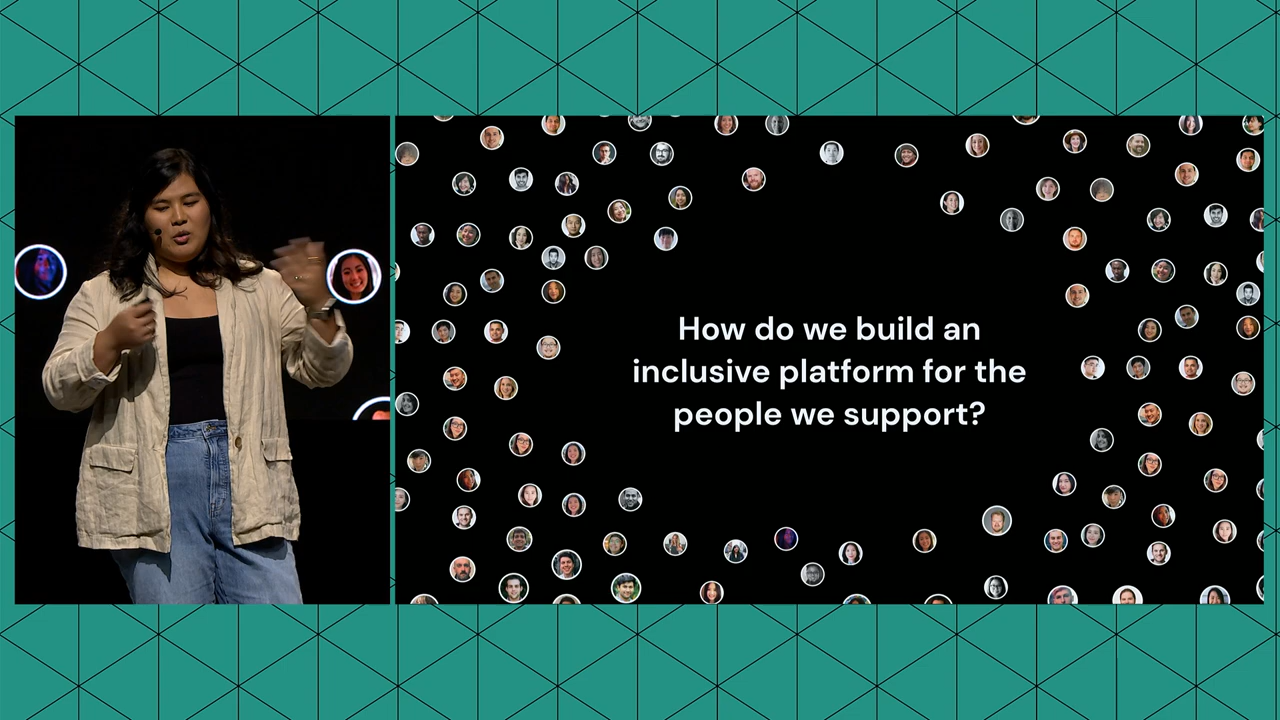 How do we build an
inclusive platform for the
people we support?